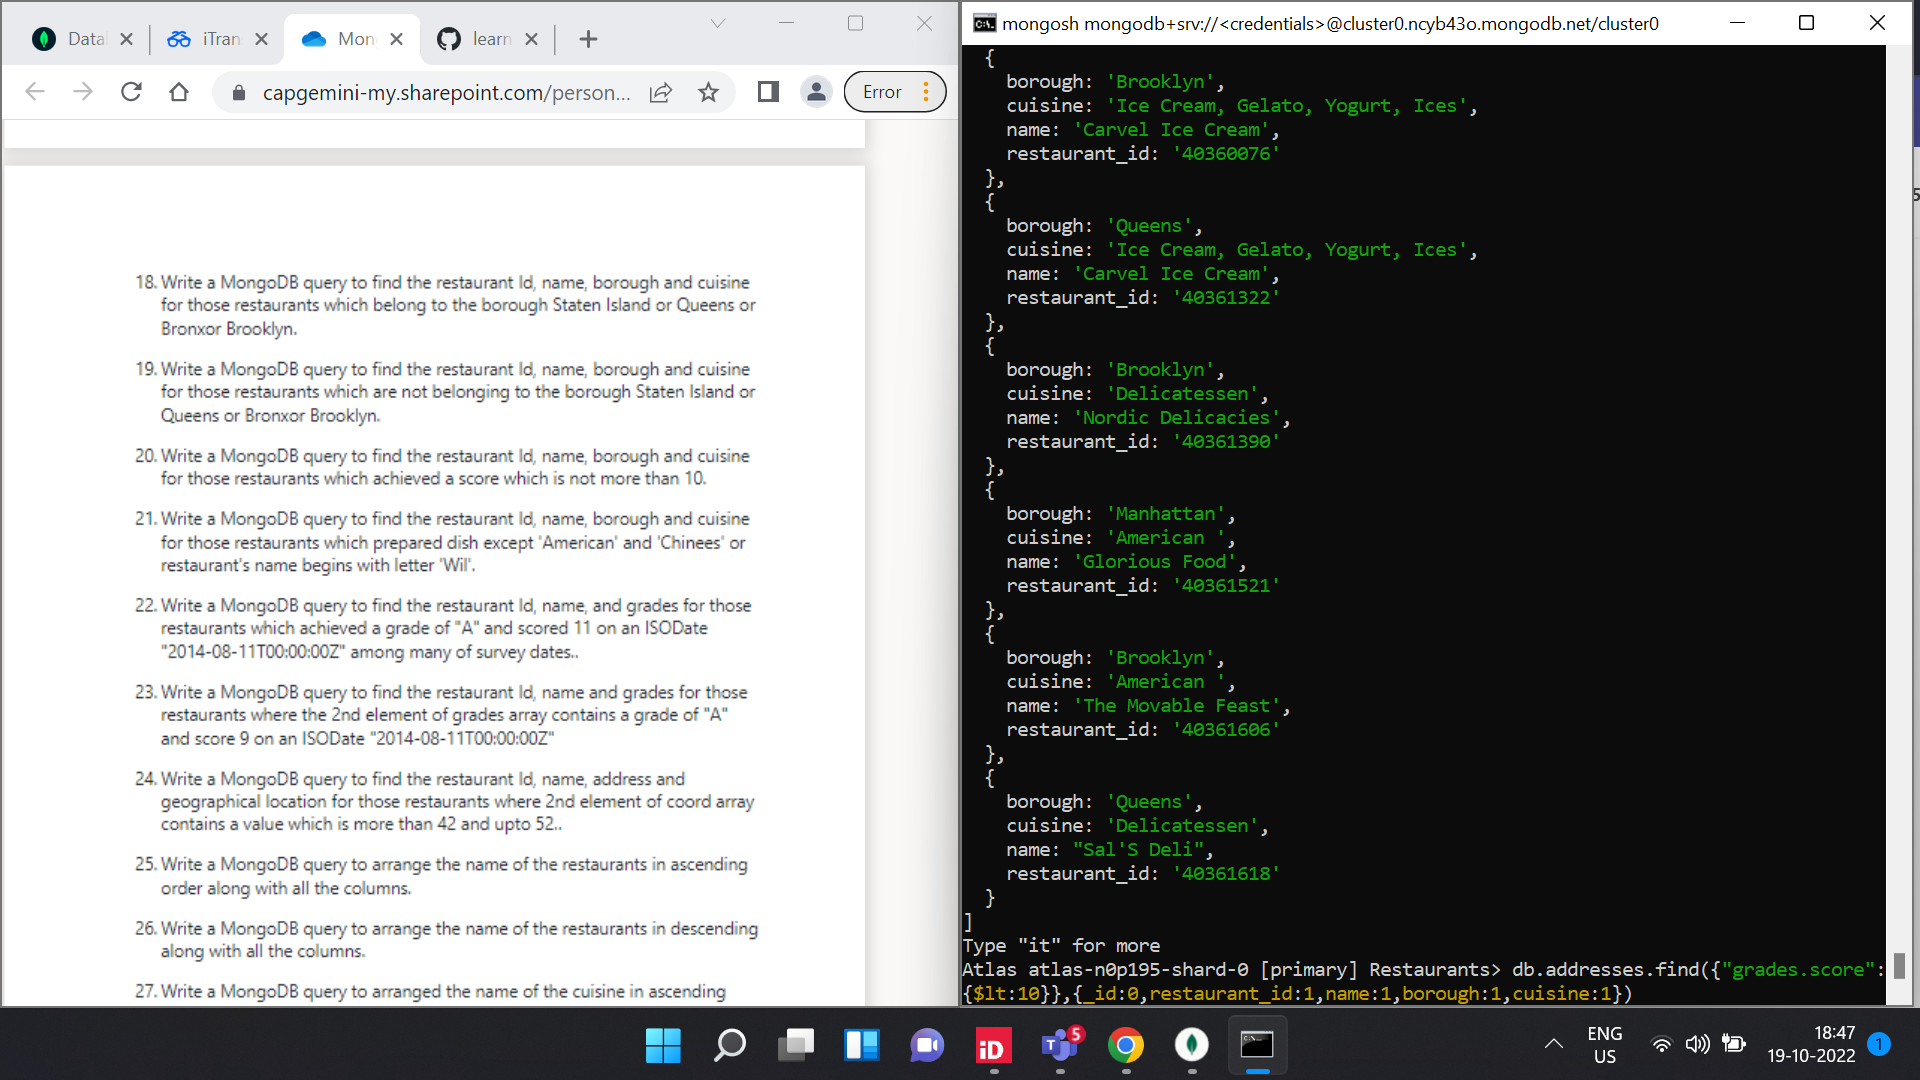 Data
iTran
Mon
learn
capgemini-my.sharepoint.com/person...
Error
18. Write a MongoDB query to find the restaurant Id, name, borough and cuisine
for those restaurants which belong to the borough Staten Island or Queens or
Bronxor Brooklyn.
19. Write a MongoDB query to find the restaurant Id, name, borough and cuisine
for those restaurants which are not belonging to the borough Staten Island or
Queens or Bronxor Brooklyn.
20. Write a MongoDB query to find the restaurant Id, name, borough and cuisine
for those restaurants which achieved a score which is not more than 10.
21. Write a MongoDB query to find the restaurant Id, name, borough and cuisine
for those restaurants which prepared dish except 'American' and 'Chinees' or
restaurant's name begins with letter 'Wil'.
22. Write a MongoDB query to find the restaurant Id, name, and grades for those
restaurants which achieved a grade of "A" and scored 11 on an ISODate
"2014-08-11T00:00:00Z" among many of survey dates..
23. Write a MongoDB query to find the restaurant Id, name and grades for those
restaurants where the 2nd element of grades array contains a grade of "A"
and score 9 on an ISODate "2014-08-11T00:00:00Z"
24. Write a MongoDB query to find the restaurant Id, name, address and
geographical location for those restaurants where 2nd element of coord array
contains a value which is more than 42 and upto 52..
25. Write a MongoDB query to arrange the name of the restaurants in ascending
order along with all the columns.
26. Write a MongoDB query to arrange the name of the restaurants in descending
along with all the columns.
27. Write a MongoDB query to arranged the name of the cuisine in ascending
mongosh mongodb+srv://<credentials>@cluster0.ncyb43o.mongodb.net/cluster0
{
borough: 'Brooklyn',
cuisine: 'Ice Cream, Gelato, Yogurt, Ices',
name: 'Carvel Ice Cream',
restaurant_id: '40360076'
},
{
borough: 'Queens',
cuisine: 'Ice Cream, Gelato, Yogurt, Ices',
name: 'Carvel Ice Cream',
restaurant_id: '40361322'
},
{
borough: 'Brooklyn',
cuisine: 'Delicatessen',
name: 'Nordic Delicacies',
restaurant_id: '40361390'
},
{
borough: 'Manhattan',
cuisine: 'American ',
name: 'Glorious Food',
restaurant_id: '40361521'
},
{
borough: 'Brooklyn',
cuisine: 'American ',
name: 'The Movable Feast',
restaurant_id: '40361606'
},
{
borough: 'Queens',
cuisine: 'Delicatessen',
name: "Sal'S Deli",
restaurant_id: '40361618'
}
]
Type "it" for more
Atlas atlas-n0p195-shard-0 [primary] Restaurants> db.addresses.find({"grades.score":
{$lt:10}},{_id:0,restaurant_id:1,name:1,borough:1,cuisine:1})
5
iD
T
5
ENG
US
18:47
19-10-2022
1